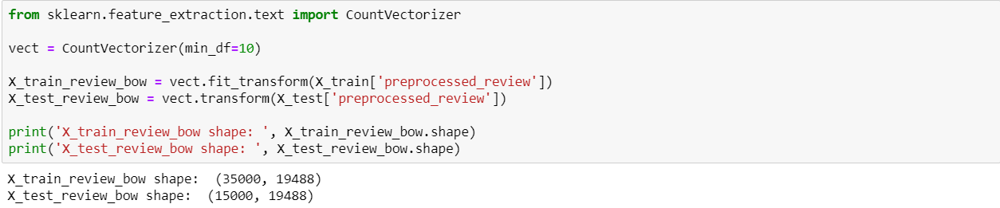 from sklearn.feature_extraction.text import CountVectorizer
vect = CountVectorizer(min_df=10)
X_train_review_bow = vect.fit_transform(X_train['preprocessed_review'])
X_test_review_bow = vect.transform(X_test['preprocessed_review'])
print('X_train_review_bow shape: ', X_train_review_bow.shape)
print('X_test_review_bow shape: ', X_test_review_bow.shape)
X_train_review_bow shape:  (35000, 19488)
X_test_review_bow shape:  (15000, 19488)